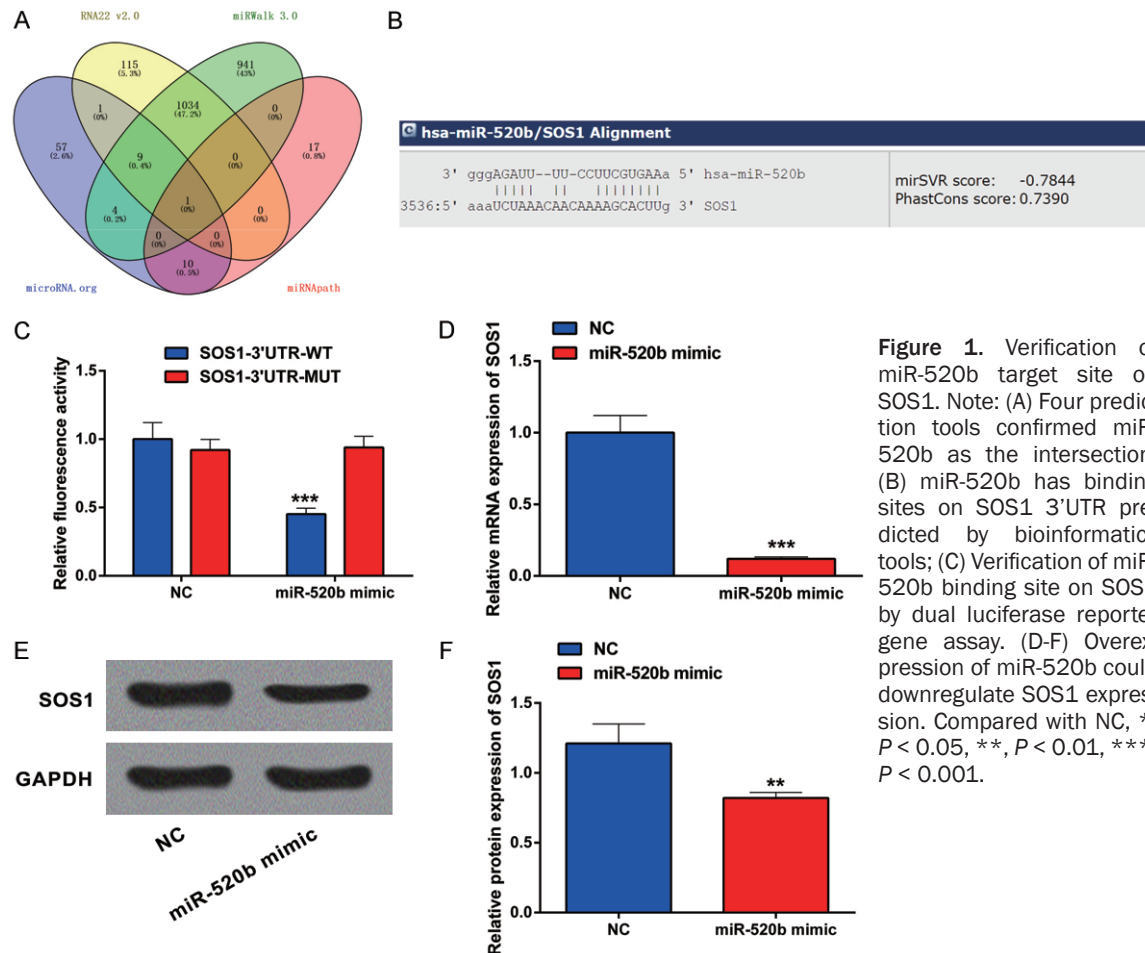 A
RNA22 v2.0
miRWalk 3.0
115
(5.3%)
941
(43%)
1
(0%)
1034
(47.2%)
0
(0%)
57
(2.6%)
17
(0.8%)
9
(0.4%)
0
(0%)
4
(0.2%)
1
(0%)
0
(0%)
0
(0%)
0
(0%)
10
(0.5%)
microRNA.org
miRNApath
B
hsa-miR-520b/SOS1 Alignment
3' gggAGAUU--UU-CCUUCGUGAAa 5' hsa-miR-520b
||||| || ||||||||
3536:5' aaaUCUAAACAACAAAAGCACUUg 3' SOS1
mirSVR score: -0.7844
PhastCons score: 0.7390
C
SOS1-3'UTR-WT
SOS1-3'UTR-MUT
Relative fluorescence activity
1.5
1.0
0.5
0.0
***
NC
miR-520b mimic
D
NC
miR-520b mimic
Relative mRNA expression of SOS1
1.5
1.0
0.5
0.0
***
NC
miR-520b mimic
E
SOS1
GAPDH
NC
miR-520b mimic
F
NC
miR-520b mimic
Relative protein expression of SOS1
1.5
1.0
0.5
0.0
**
NC
miR-520b mimic
Figure 1. Verification o
miR-520b target site o
SOS1. Note: (A) Four predic
tion tools confirmed miR
520b as the intersection
(B) miR-520b has bindin
sites on SOS1 3'UTR pre
dicted by bioinformatic
tools; (C) Verification of miR
520b binding site on SOS
by dual luciferase reporte
gene assay. (D-F) Overex
pression of miR-520b coul
downregulate SOS1 expres
sion. Compared with NC, *
P < 0.05, **, P < 0.01, ***
P < 0.001.